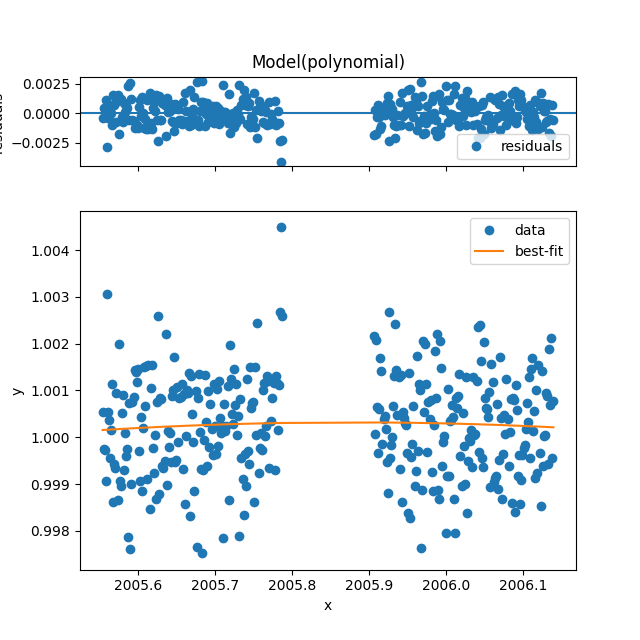 Model(polynomial)
0.0025
0.0000
−0.0025
residuals
residuals
data
best-fit
1.004
1.003
1.002
1.001
1.000
0.999
0.998
y
2005.6
2005.7
2005.8
2005.9
2006.0
2006.1
x